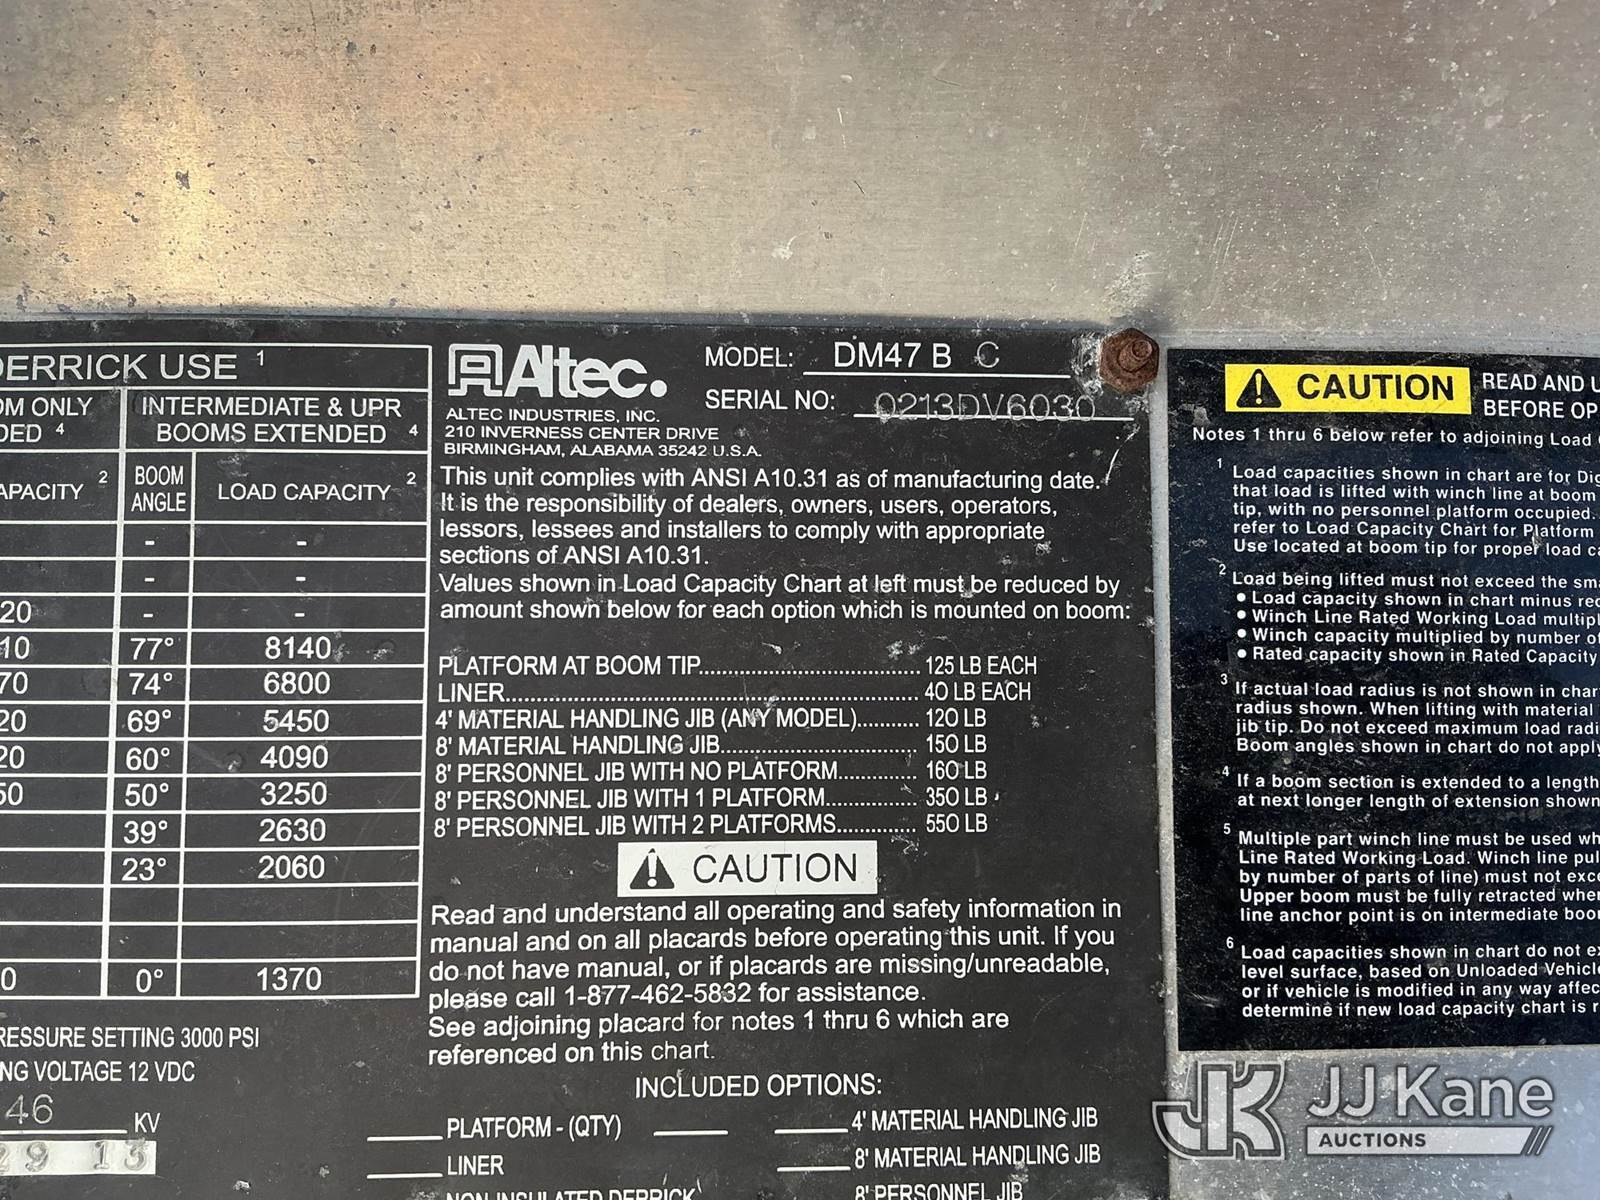 DERRICK USE 1
OM ONLY
DED 4
INTERMEDIATE & UPR
BOOMS EXTENDED 4
APACITY 2
BOOM
ANGLE
LOAD CAPACITY 2
- -
- -
20 - -
10 77° 8140
70 74° 6800
20 69° 5450
20 60° 4090
50 50° 3250
39° 2630
23° 2060
0 0° 1370
RESSURE SETTING 3000 PSI
NG VOLTAGE 12 VDC
46 KV
29 13
Altec.
MODEL: DM47 B C
SERIAL NO: 0213DV6030
ALTEC INDUSTRIES, INC.
210 INVERNESS CENTER DRIVE
BIRMINGHAM, ALABAMA 35242 U.S.A.
This unit complies with ANSI A10.31 as of manufacturing date.
It is the responsibility of dealers, owners, users, operators,
lessors, lessees and installers to comply with appropriate
sections of ANSI A10.31.
Values shown in Load Capacity Chart at left must be reduced by
amount shown below for each option which is mounted on boom:
PLATFORM AT BOOM TIP.................... 125 LB EACH
LINER.................... 40 LB EACH
4' MATERIAL HANDLING JIB (ANY MODEL)........... 120 LB
8' MATERIAL HANDLING JIB.................... 150 LB
8' PERSONNEL JIB WITH NO PLATFORM.............. 160 LB
8' PERSONNEL JIB WITH 1 PLATFORM................ 350 LB
8' PERSONNEL JIB WITH 2 PLATFORMS.............. 550 LB
CAUTION
Read and understand all operating and safety information in
manual and on all placards before operating this unit. If you
do not have manual, or if placards are missing/unreadable,
please call 1-877-462-5832 for assistance.
See adjoining placard for notes 1 thru 6 which are
referenced on this chart.
INCLUDED OPTIONS:
PLATFORM - (QTY)
LINER
NON-INSULATED DERRICK
4' MATERIAL HANDLING JIB
8' MATERIAL HANDLING JIB
8' PERSONNEL JIB
CAUTION
READ AND U
BEFORE OP
Notes 1 thru 6 below refer to adjoining Load
1 Load capacities shown in chart are for Dig
that load is lifted with winch line at boom
tip, with no personnel platform occupied.
refer to Load Capacity Chart for Platform
Use located at boom tip for proper load ca
2 Load being lifted must not exceed the sma
• Load capacity shown in chart minus red
• Winch Line Rated Working Load multipl
• Winch capacity multiplied by number of
• Rated capacity shown in Rated Capacity
3 If actual load radius is not shown in char
radius shown. When lifting with material
jib tip. Do not exceed maximum load radi
Boom angles shown in chart do not apply
4 If a boom section is extended to a length
at next longer length of extension shown
5 Multiple part winch line must be used wh
Line Rated Working Load. Winch line pul
by number of parts of line) must not exce
Upper boom must be fully retracted when
line anchor point is on intermediate boom
6 Load capacities shown in chart do not ex
level surface, based on Unloaded Vehicle
or if vehicle is modified in any way affec
determine if new load capacity chart is r
JK JJ Kane
AUCTIONS